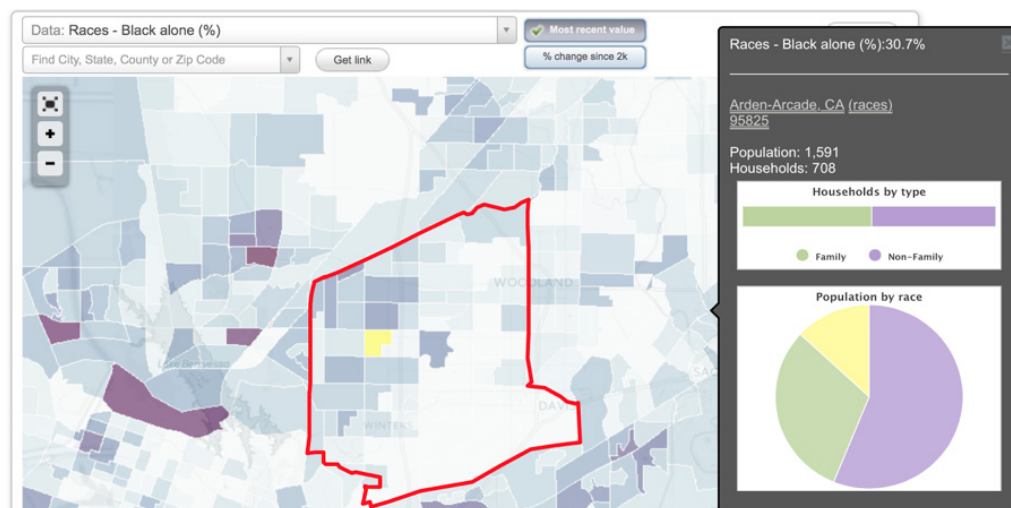 Data: Races - Black alone (%)
Most recent value
Find City, State, County or Zip Code
Get link
% change since 2k
Races - Black alone (%):30.7%
Arden-Arcade, CA (races)
95825
Population: 1,591
Households: 708
Households by type
Family
Non-Family
Population by race
WOODLAND
Lake Berryessa
DAVIS
WINTERS